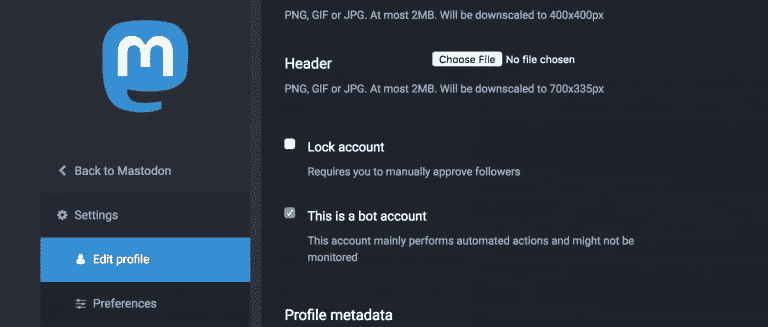 PNG, GIF or JPG. At most 2MB. Will be downscaled to 400x400px
Header
Choose File No file chosen
PNG, GIF or JPG. At most 2MB. Will be downscaled to 700x335px
Lock account
Requires you to manually approve followers
This is a bot account
This account mainly performs automated actions and might not be
monitored
Profile metadata
m
Back to Mastodon
Settings
Edit profile
Preferences